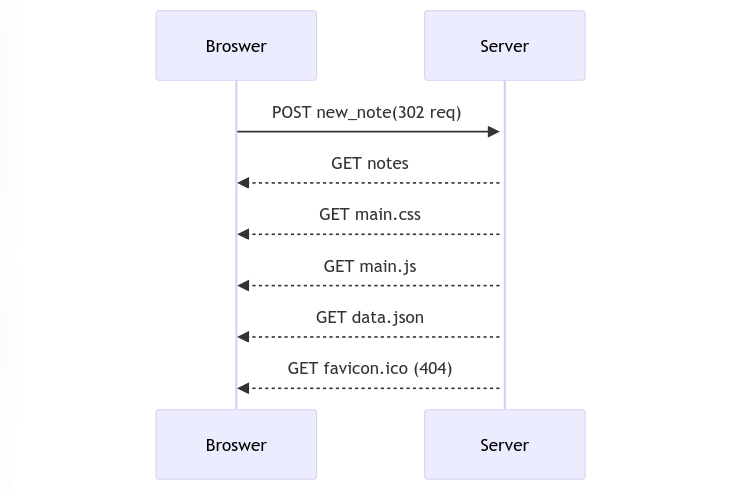 Broswer
Server
POST new_note(302 req)
GET notes
GET main.css
GET main.js
GET data.json
GET favicon.ico (404)
Broswer
Server